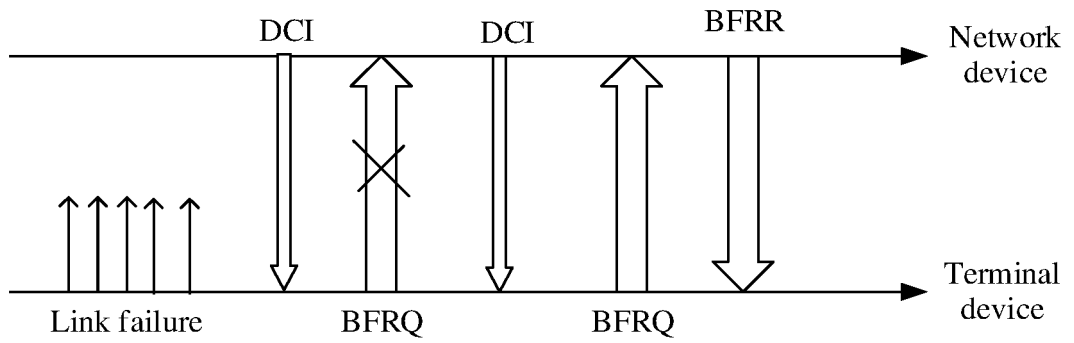 DCI
DCI
BFRR
Network
device
Link failure
BFRQ
BFRQ
Terminal
device